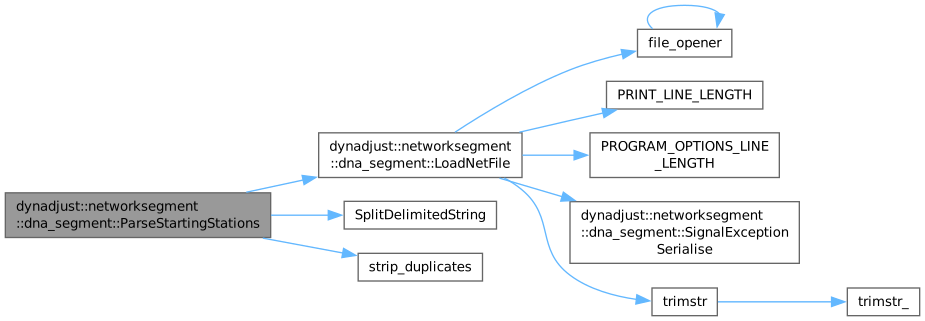 file_opener
PRINT_LINE_LENGTH
dynadjust::networksegment
::dna_segment::LoadNetFile
PROGRAM_OPTIONS_LINE
_LENGTH
dynadjust::networksegment
::dna_segment::ParseStartingStations
SplitDelimitedString
dynadjust::networksegment
::dna_segment::SignalException
Serialise
strip_duplicates
trimstr
trimstr_